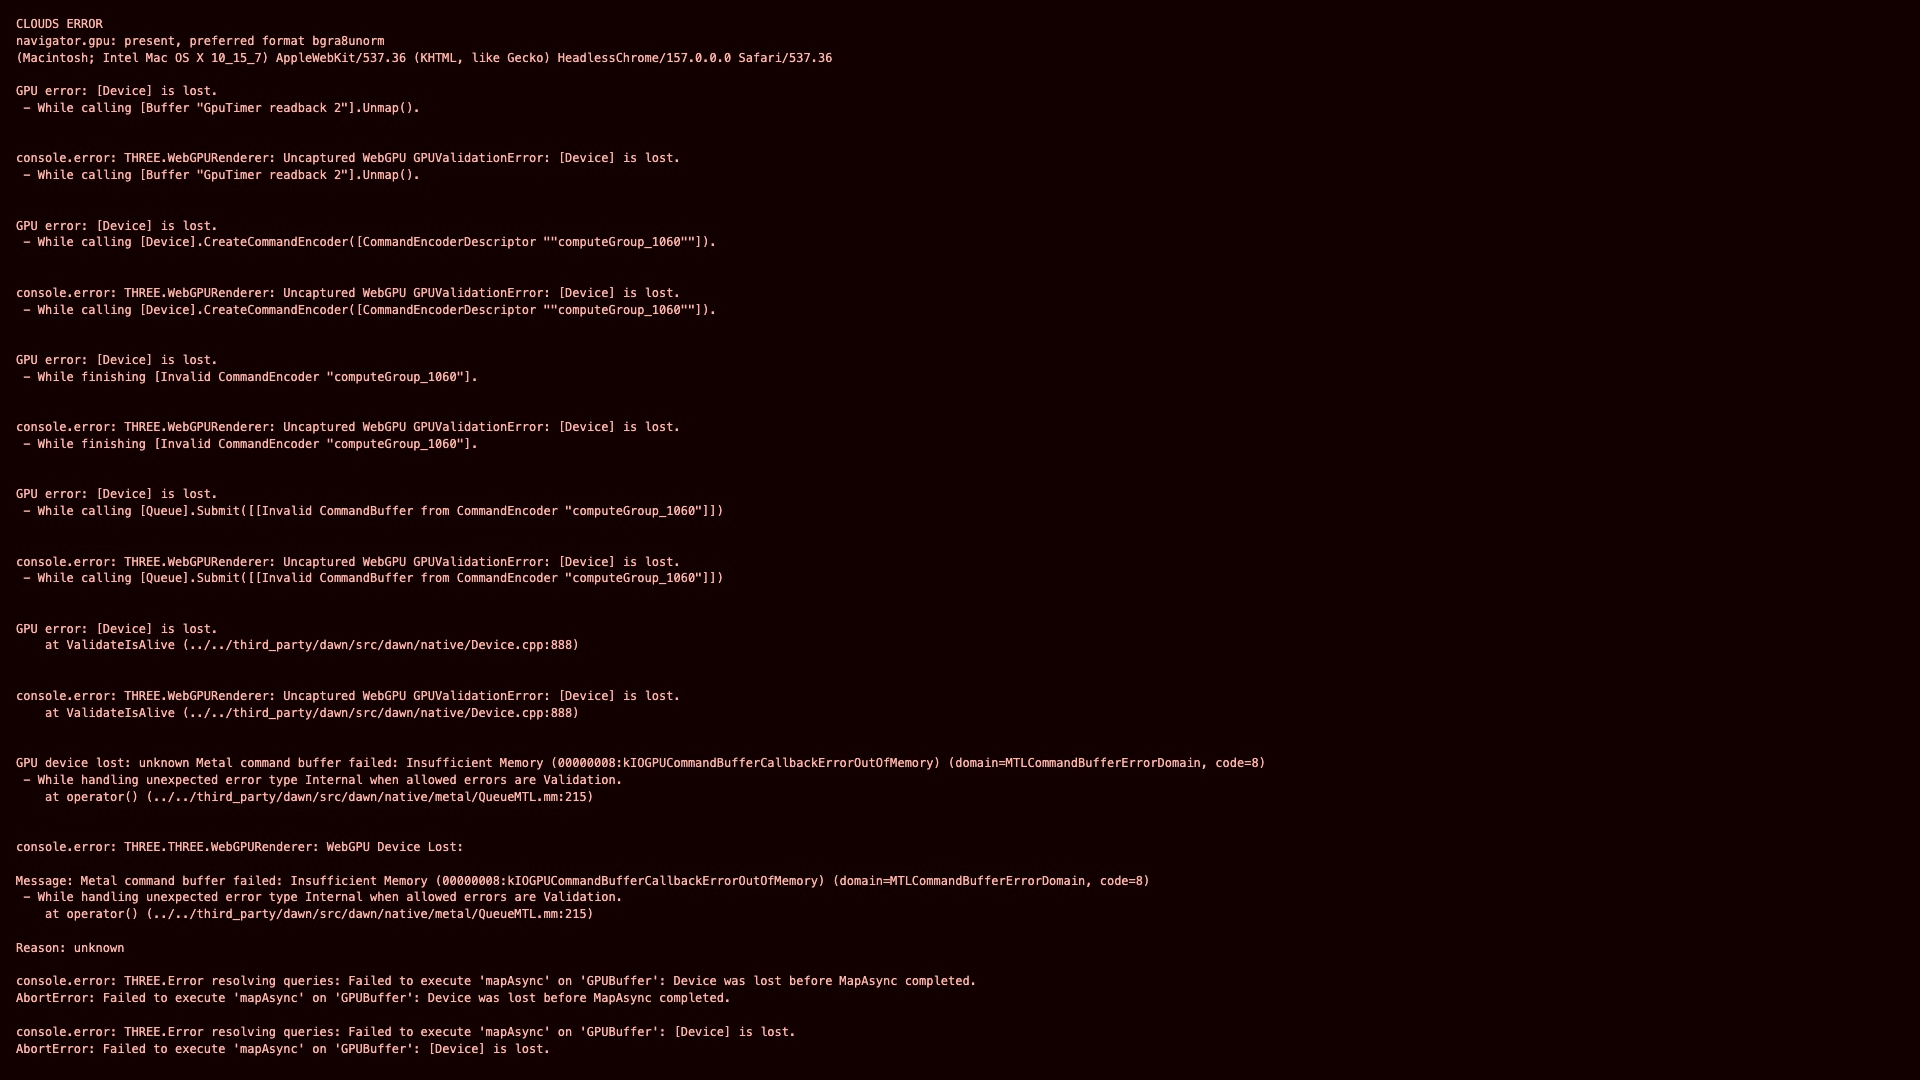 CLOUDS ERROR
navigator.gpu: present, preferred format bgra8unorm
(Macintosh; Intel Mac OS X 10_15_7) AppleWebKit/537.36 (KHTML, like Gecko) HeadlessChrome/157.0.0.0 Safari/537.36
GPU error: [Device] is lost.
– While calling [Buffer "GpuTimer readback 2"].Unmap().
console.error: THREE.WebGPURenderer: Uncaptured WebGPU GPUValidationError: [Device] is lost.
– While calling [Buffer "GpuTimer readback 2"].Unmap().
GPU error: [Device] is lost.
– While calling [Device].CreateCommandEncoder([CommandEncoderDescriptor ""computeGroup_1060""]).
console.error: THREE.WebGPURenderer: Uncaptured WebGPU GPUValidationError: [Device] is lost.
– While calling [Device].CreateCommandEncoder([CommandEncoderDescriptor ""computeGroup_1060""]).
GPU error: [Device] is lost.
– While finishing [Invalid CommandEncoder "computeGroup_1060"].
console.error: THREE.WebGPURenderer: Uncaptured WebGPU GPUValidationError: [Device] is lost.
– While finishing [Invalid CommandEncoder "computeGroup_1060"].
GPU error: [Device] is lost.
– While calling [Queue].Submit([[Invalid CommandBuffer from CommandEncoder "computeGroup_1060"]])
console.error: THREE.WebGPURenderer: Uncaptured WebGPU GPUValidationError: [Device] is lost.
– While calling [Queue].Submit([[Invalid CommandBuffer from CommandEncoder "computeGroup_1060"]])
GPU error: [Device] is lost.
at ValidateIsAlive (../../third_party/dawn/src/dawn/native/Device.cpp:888)
console.error: THREE.WebGPURenderer: Uncaptured WebGPU GPUValidationError: [Device] is lost.
at ValidateIsAlive (../../third_party/dawn/src/dawn/native/Device.cpp:888)
GPU device lost: unknown Metal command buffer failed: Insufficient Memory (00000008:kIOGPUCommandBufferCallbackErrorOutOfMemory) (domain=MTLCommandBufferErrorDomain, code=8)
– While handling unexpected error type Internal when allowed errors are Validation.
at operator() (../../third_party/dawn/src/dawn/native/metal/QueueMTL.mm:215)
console.error: THREE.THREE.WebGPURenderer: WebGPU Device Lost:
Message: Metal command buffer failed: Insufficient Memory (00000008:kIOGPUCommandBufferCallbackErrorOutOfMemory) (domain=MTLCommandBufferErrorDomain, code=8)
– While handling unexpected error type Internal when allowed errors are Validation.
at operator() (../../third_party/dawn/src/dawn/native/metal/QueueMTL.mm:215)
Reason: unknown
console.error: THREE.Error resolving queries: Failed to execute 'mapAsync' on 'GPUBuffer': Device was lost before MapAsync completed.
AbortError: Failed to execute 'mapAsync' on 'GPUBuffer': Device was lost before MapAsync completed.
console.error: THREE.Error resolving queries: Failed to execute 'mapAsync' on 'GPUBuffer': [Device] is lost.
AbortError: Failed to execute 'mapAsync' on 'GPUBuffer': [Device] is lost.